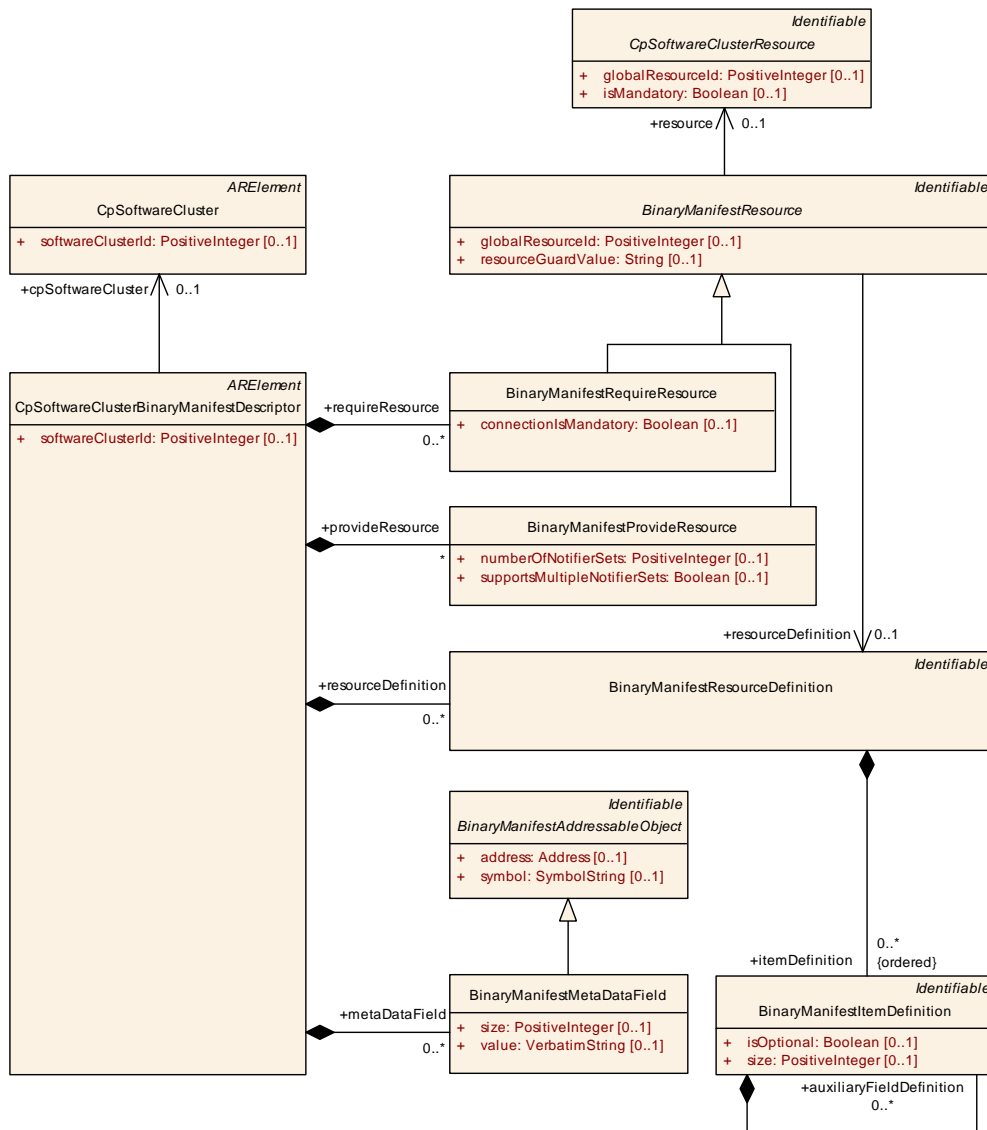 Identifiable
CpSoftwareClusterResource
+ globalResourceId: PositiveInteger [0..1]
+ isMandatory: Boolean [0..1]
+resource 0..1
ARElement
CpSoftwareCluster
+ softwareClusterId: PositiveInteger [0..1]
Identifiable
BinaryManifestResource
+ globalResourceId: PositiveInteger [0..1]
+ resourceGuardValue: String [0..1]
+cpSoftwareCluster 0..1
ARElement
CpSoftwareClusterBinaryManifestDescriptor
+ softwareClusterId: PositiveInteger [0..1]
+requireResource
0..*
BinaryManifestRequireResource
+ connectionIsMandatory: Boolean [0..1]
+provideResource
*
BinaryManifestProvideResource
+ numberOfNotifierSets: PositiveInteger [0..1]
+ supportsMultipleNotifierSets: Boolean [0..1]
+resourceDefinition 0..1
+resourceDefinition
0..*
Identifiable
BinaryManifestResourceDefinition
Identifiable
BinaryManifestAddressableObject
+ address: Address [0..1]
+ symbol: SymbolString [0..1]
+itemDefinition
0..*
{ordered}
+metaDataField
0..*
BinaryManifestMetaDataField
+ size: PositiveInteger [0..1]
+ value: VerbatimString [0..1]
Identifiable
BinaryManifestItemDefinition
+ isOptional: Boolean [0..1]
+ size: PositiveInteger [0..1]
+auxiliaryFieldDefinition
0..*